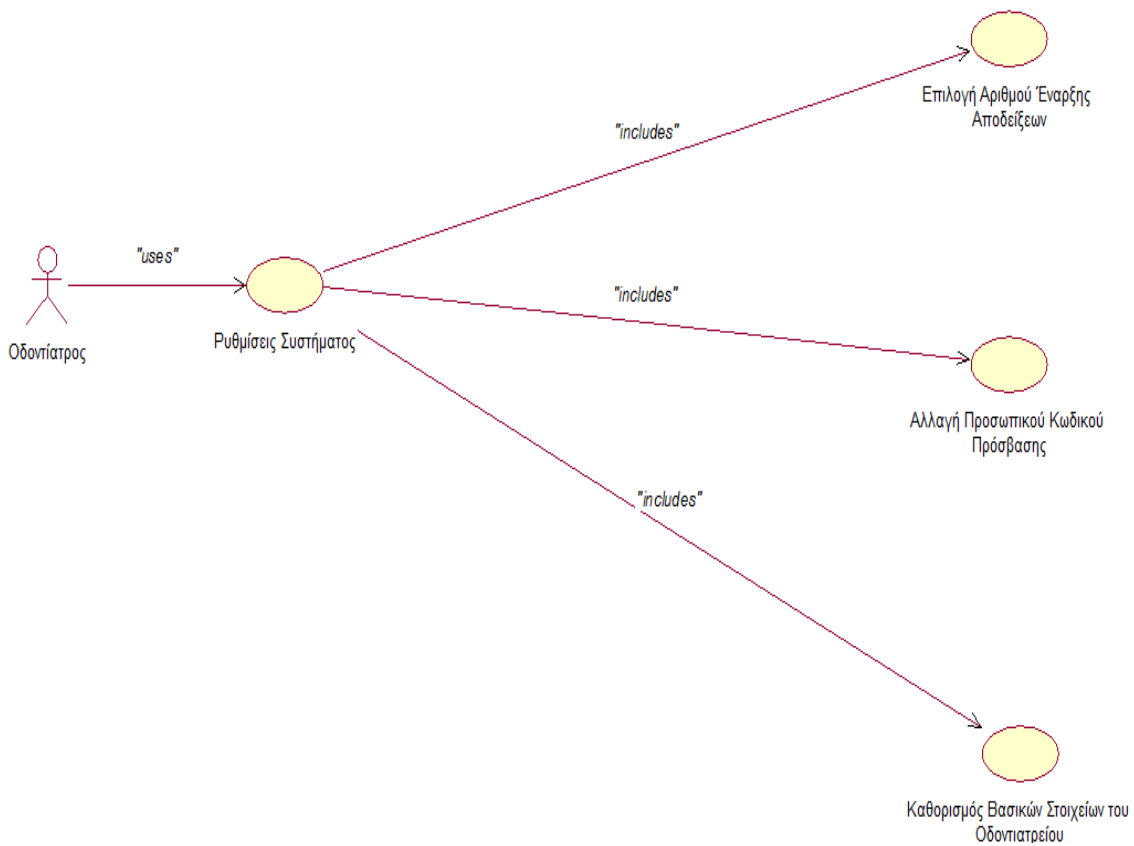 Επιλογή Αριθμού Έναρξης
Αποδείξεων
"includes"
"uses"
"includes"
Οδοντίατρος
Ρυθμίσεις Συστήματος
Αλλαγή Προσωπικού Κωδικού
Πρόσβασης
"includes"
Καθορισμός Βασικών Στοιχείων του
Οδοντιατρείου